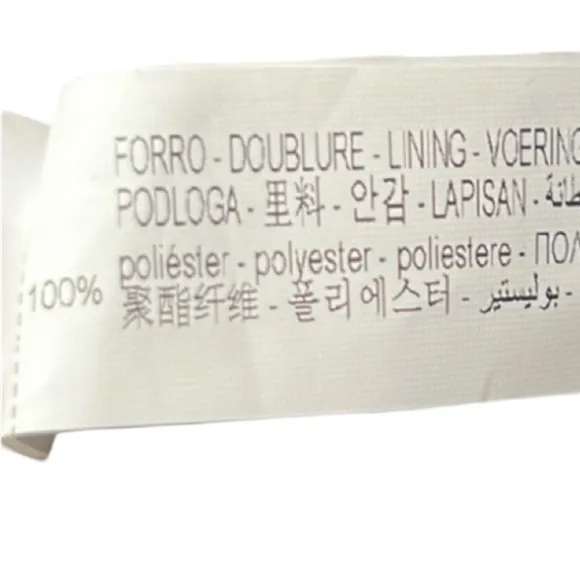 FORRO - DOUBLURE - LINING - VOERING
PODLOGA - 里料 - 안감 - LAPISAN -
poliéster - polyester - poliestere -
100%
聚酯纤维 - 폴리에스터 - بوليستير -